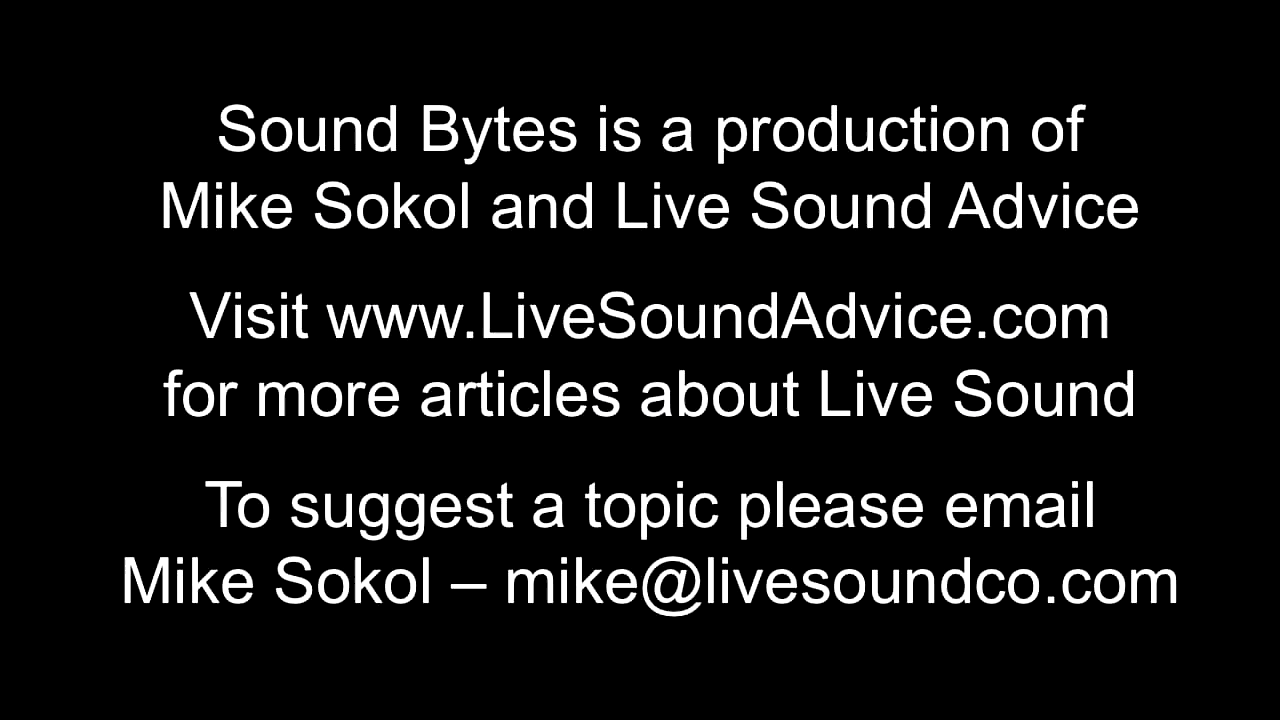 Sound Bytes is a production of
Mike Sokol and Live Sound Advice
Visit www.LiveSoundAdvice.com
for more articles about Live Sound
To suggest a topic please email
Mike Sokol – mike@livesoundco.com